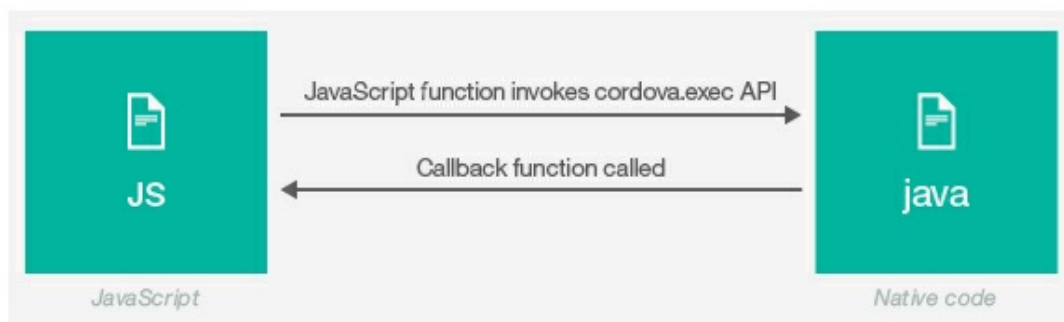 JavaScript function invokes cordova.exec API
Callback function called
JS
java
JavaScript
Native code